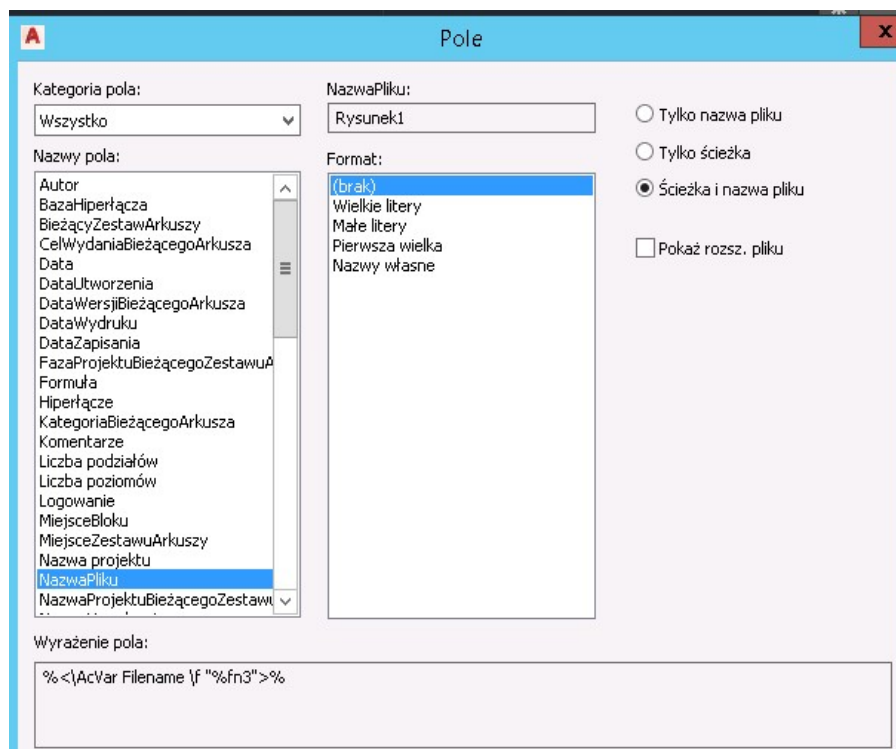 Pole
Kategoria pola:
Wszystko
Nazwy pola:
Autor
BazaHiperłącza
BieżącyZestawArkuszy
CelWydaniaBieżącegoArkusza
Data
DataUtworzenia
DataWersjiBieżącegoArkusza
DataWydruku
DataZapisania
FazaProjektuBieżącegoZestawuA
Formuła
Hiperłącze
KategoriaBieżącegoArkusza
Komentarze
Liczba podziałów
Liczba poziomów
Logowanie
MiejsceBloku
MiejsceZestawuArkuszy
Nazwa projektu
NazwaPliku
NazwaProjektuBieżącegoZestawu
NazwaPliku:
Rysunek1
Format:
(brak)
Wielkie litery
Małe litery
Pierwsza wielka
Nazwy własne
Tylko nazwa pliku
Tylko ścieżka
Ścieżka i nazwa pliku
Pokaż rozsz. pliku
Wyrażenie pola:
%<\AcVar Filename \f "%fn3">%